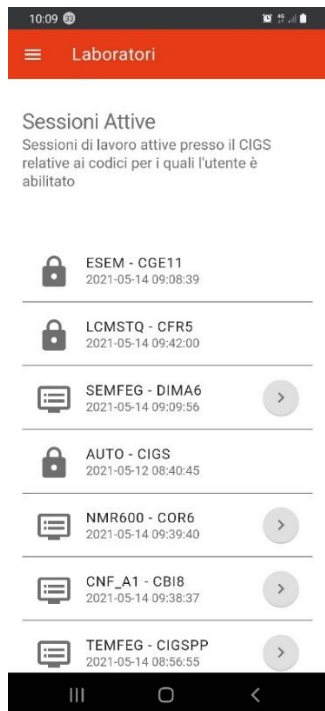 10:09
Laboratori
Sessioni Attive
Sessioni di lavoro attive presso il CIGS
relative ai codici per i quali l'utente è
abilitato
ESEM - CGE11
2021-05-14 09:08:39
LCMSTQ - CFR5
2021-05-14 09:42:00
SEMFEG - DIMA6
2021-05-14 09:09:56
AUTO - CIGS
2021-05-12 08:40:45
NMR600 - COR6
2021-05-14 09:39:40
CNF_A1 - CBI8
2021-05-14 09:38:37
TEMFEG - CIGSPP
2021-05-14 08:56:55